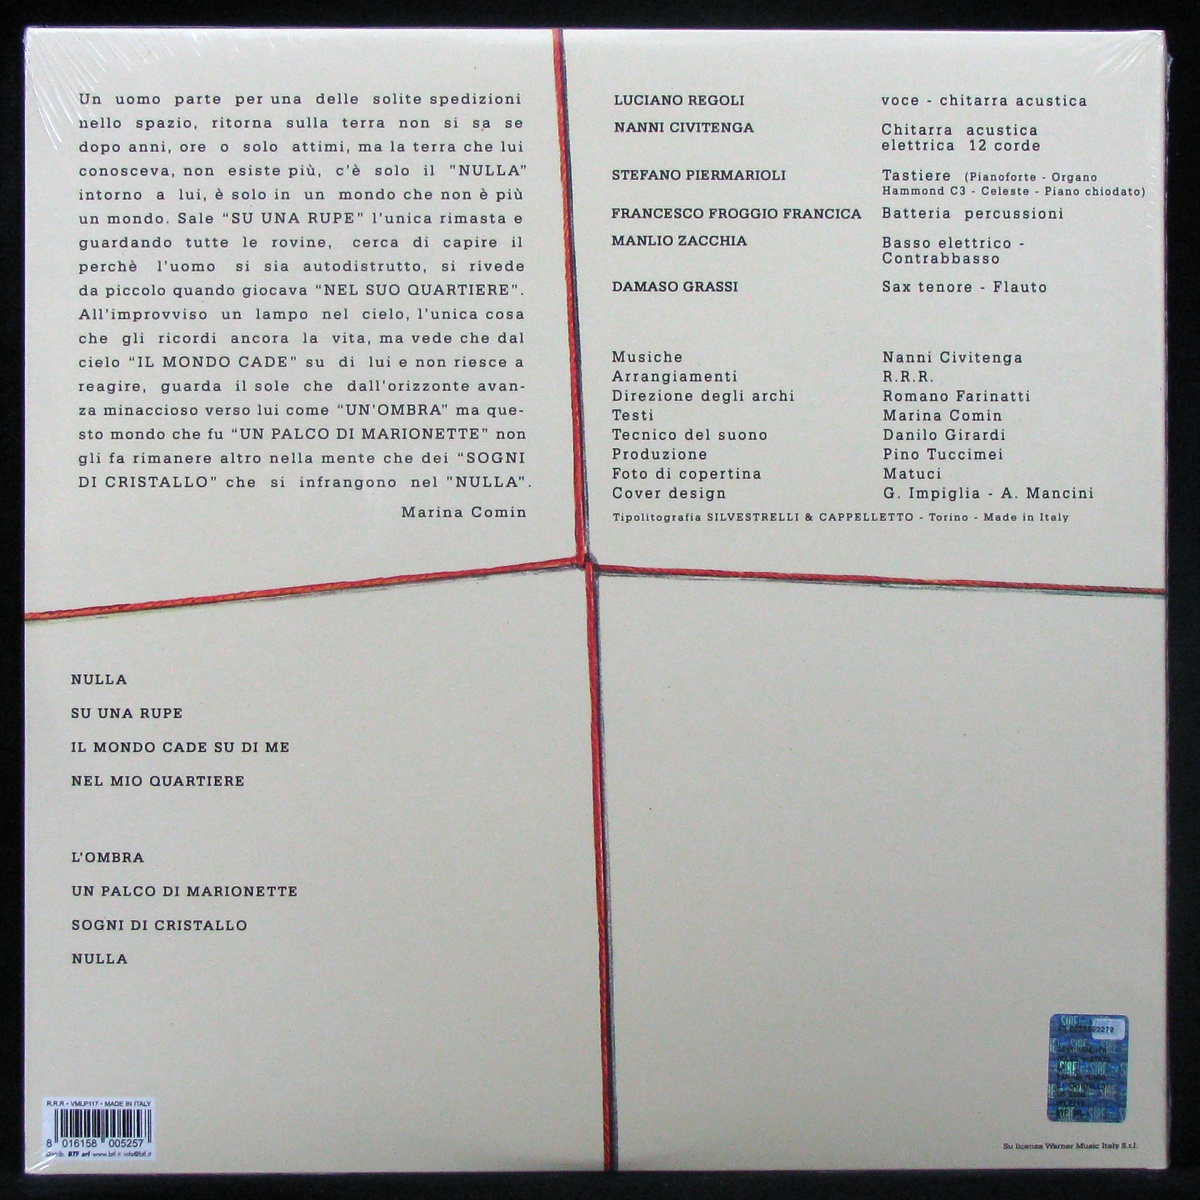 Un uomo parte per una delle solite spedizioni
nello spazio, ritorna sulla terra non si sa se
dopo anni, ore o solo attimi, ma la terra che lui
conosceva, non esiste più, c'è solo il "NULLA"
intorno a lui, è solo in un mondo che non è più
un mondo. Sale “SU UNA RUPE” l'unica rimasta e
guardando tutte le rovine, cerca di capire il
perchè l'uomo si sia autodistrutto, si rivede
da piccolo quando giocava “NEL SUO QUARTIERE”.
All'improvviso un lampo nel cielo, l'unica cosa
che gli ricordi ancora la vita, ma vede che dal
cielo “IL MONDO CADE” su di lui e non riesce a
reagire, guarda il sole che dall'orizzonte avan-
za minaccioso verso lui come “UN'OMBRA” ma que-
sto mondo che fu “UN PALCO DI MARIONETTE” non
gli fa rimanere altro nella mente che dei “SOGNI
DI CRISTALLO” che si infrangono nel "NULLA".
Marina Comin
LUCIANO REGOLI voce - chitarra acustica
NANNI CIVITENGA Chitarra acustica
elettrica 12 corde
STEFANO PIERMARIOLI Tastiere (Pianoforte - Organo
Hammond C3 - Celeste - Piano chiodato)
FRANCESCO FROGGIO FRANCICA Batteria percussioni
MANLIO ZACCHIA Basso elettrico -
Contrabbasso
DAMASO GRASSI Sax tenore - Flauto
Musiche Nanni Civitenga
Arrangiamenti R.R.R.
Direzione degli archi Romano Farinatti
Testi Marina Comin
Tecnico del suono Danilo Girardi
Produzione Pino Tuccimei
Foto di copertina Matuci
Cover design G. Impiglia - A. Mancini
Tipolitografia SILVESTRELLI & CAPPELLETTO - Torino - Made in Italy
NULLA
SU UNA RUPE
IL MONDO CADE SU DI ME
NEL MIO QUARTIERE
L'OMBRA
UN PALCO DI MARIONETTE
SOGNI DI CRISTALLO
NULLA
R.R.R • VMLP117 • MADE IN ITALY
8 016158 005257
Distrib. BTF srl www.btf.it info@btf.it
SIAE
Su licenza Warner Music Italy S.r.l.